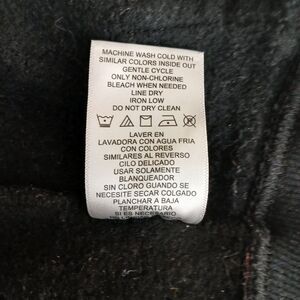 MACHINE WASH COLD WITH
SIMILAR COLORS INSIDE OUT
GENTLE CYCLE
ONLY NON-CHLORINE
BLEACH WHEN NEEDED
LINE DRY
IRON LOW
DO NOT DRY CLEAN
LAVER EN
LAVADORA CON AGUA FRIA
CON COLORES
SIMILARES AL REVERSO
CILO DELICADO
USAR SOLAMENTE
BLANQUEADOR
SIN CLORO GUANDO SE
NECESITE SECAR COLGADO
PLANCHAR A BAJA
TEMPERATURA
SI ES NECESARIO